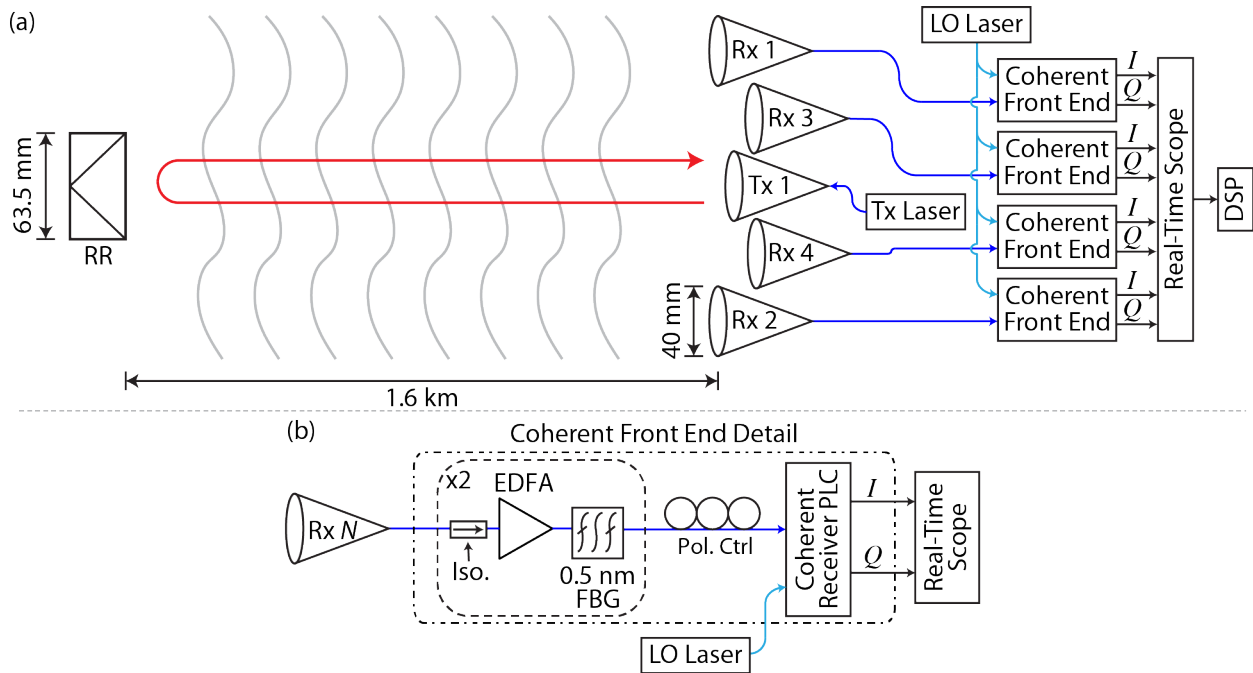 (a)
LO Laser
Rx 1
Coherent
Front End
I
Q
Rx 3
Coherent
Front End
I
Q
63.5 mm
RR
Tx 1
Tx Laser
Real-Time Scope
DSP
Rx 4
Coherent
Front End
I
Q
40 mm
Rx 2
Coherent
Front End
I
Q
1.6 km
(b)
Coherent Front End Detail
x2
EDFA
Rx N
Iso.
0.5 nm
FBG
Pol. Ctrl
Coherent
Receiver PLC
I
Q
Real-Time
Scope
LO Laser